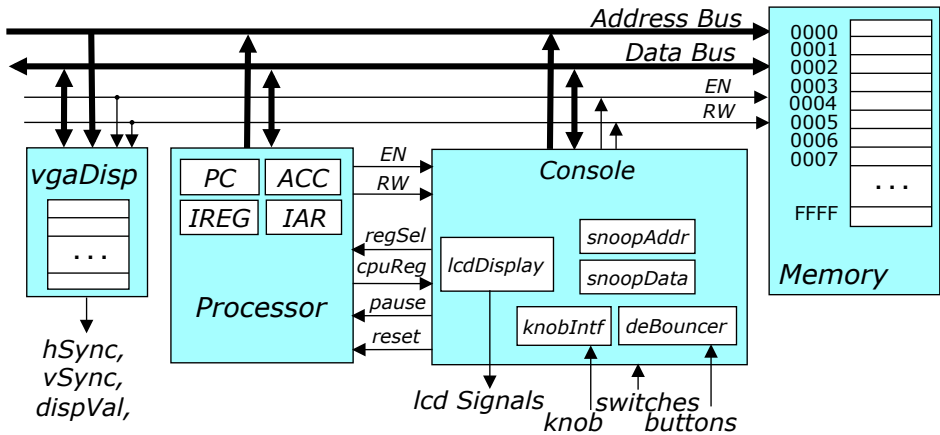 Address Bus
Data Bus
EN
RW
0000
0001
0002
0003
0004
0005
0006
0007
...
FFFF
Memory
vgaDisp
...
hSync,
vSync,
dispVal,
PC
ACC
IREG
IAR
Processor
EN
RW
regSel
cpuReg
pause
reset
Console
snoopAddr
lcdDisplay
snoopData
knobIntf
deBouncer
lcd Signals
knob
switches
buttons